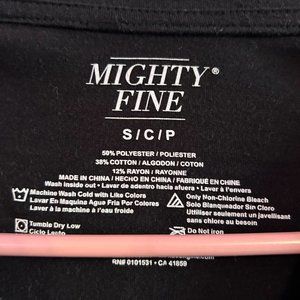 MIGHTY®
FINE
S/C/P
50% POLYESTER / POLIESTER
38% COTTON / ALGODON / COTON
12% RAYON / RAYONNE
MADE IN CHINA / HECHO EN CHINA / FABRIQUÉ EN CHINE
Wash inside out • Lavar de adentro hacia afuera • Laver à l'envers
Machine Wash Cold with Like Colors
Lave En Maquina Agua Fria Por Colores
Laver à la machine à l'eau froide
Only Non-Chlorine Bleach
Solo Blanqueador Sin Cloro
Utiliser seulement un javellisant
sans chlore au besoin
Tumble Dry Low
Ciclo Lento
Do Not Iron
RN# 0101531 • CA 41859